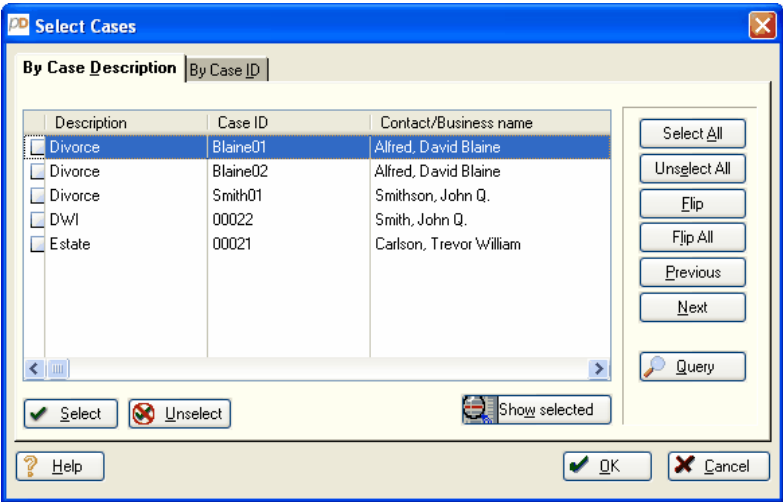 PD Select Cases
By Case Description By Case ID
Description Case ID Contact/Business name
Divorce Blaine01 Alfred, David Blaine
Divorce Blaine02 Alfred, David Blaine
Divorce Smith01 Smithson, John Q.
DWI 00022 Smith, John Q.
Estate 00021 Carlson, Trevor William
Select All
Unselect All
Flip
Flip All
Previous
Next
Query
Select Unselect Show selected
? Help OK Cancel